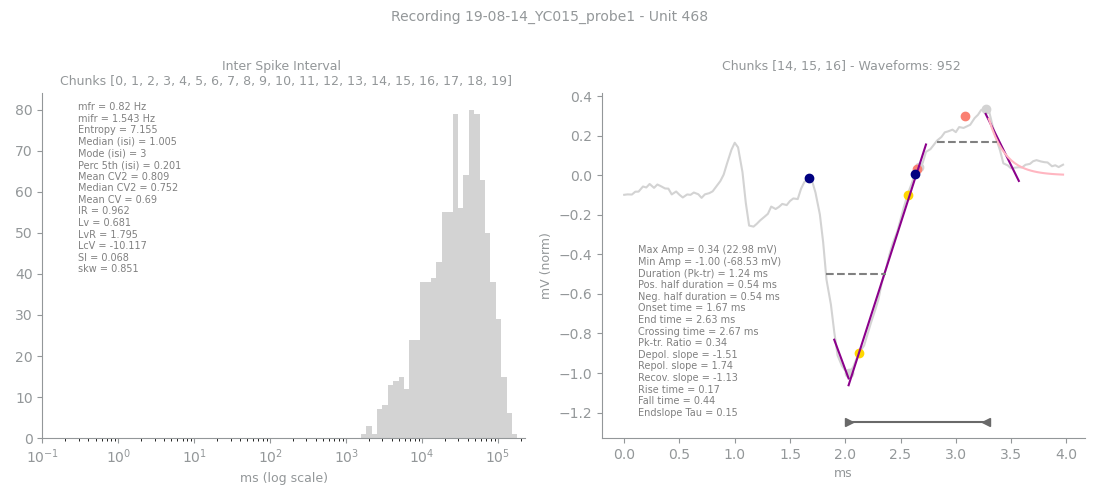 Recording 19-08-14_YC015_probe1 - Unit 468
Inter Spike Interval
Chunks [0, 1, 2, 3, 4, 5, 6, 7, 8, 9, 10, 11, 12, 13, 14, 15, 16, 17, 18, 19]
80
70
60
50
40
30
20
10
0
mfr = 0.82 Hz
mifr = 1.543 Hz
Entropy = 7.155
Median (isi) = 1.005
Mode (isi) = 3
Perc 5th (isi) = 0.201
Mean CV2 = 0.809
Median CV2 = 0.752
Mean CV = 0.69
IR = 0.962
Lv = 0.681
LvR = 1.795
LcV = -10.117
SI = 0.068
skw = 0.851
10⁻¹ 10⁰ 10¹ 10² 10³ 10⁴ 10⁵
ms (log scale)
Chunks [14, 15, 16] - Waveforms: 952
mV (norm)
0.4
0.2
0.0
−0.2
−0.4
−0.6
−0.8
−1.0
−1.2
Max Amp = 0.34 (22.98 mV)
Min Amp = -1.00 (-68.53 mV)
Duration (Pk-tr) = 1.24 ms
Pos. half duration = 0.54 ms
Neg. half duration = 0.54 ms
Onset time = 1.67 ms
End time = 2.63 ms
Crossing time = 2.67 ms
Pk-tr. Ratio = 0.34
Depol. slope = -1.51
Repol. slope = 1.74
Recov. slope = -1.13
Rise time = 0.17
Fall time = 0.44
Endslope Tau = 0.15
0.0 0.5 1.0 1.5 2.0 2.5 3.0 3.5 4.0
ms